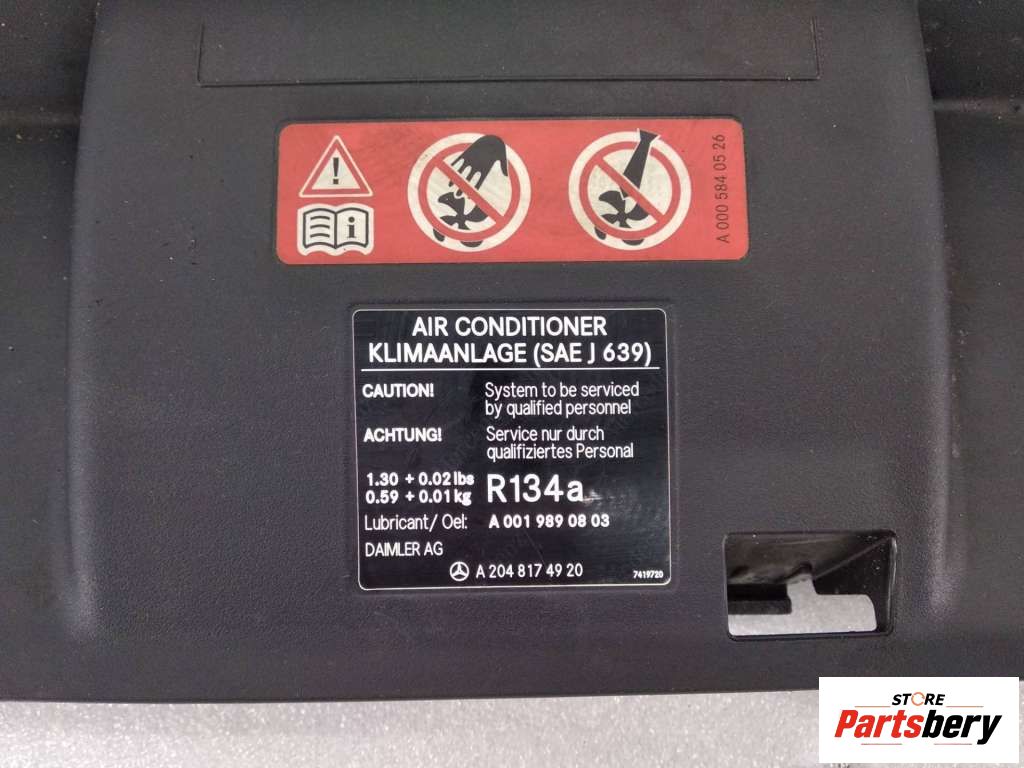 A 000 584 05 26
AIR CONDITIONER
KLIMAANLAGE (SAE J 639)
CAUTION! System to be serviced
by qualified personnel
ACHTUNG! Service nur durch
qualifiziertes Personal
1.30 + 0.02 lbs
0.59 + 0.01 kg R134a
Lubricant/ Oel: A 001 989 08 03
DAIMLER AG
A 204 817 49 20 7419720
STORE
Partsbery